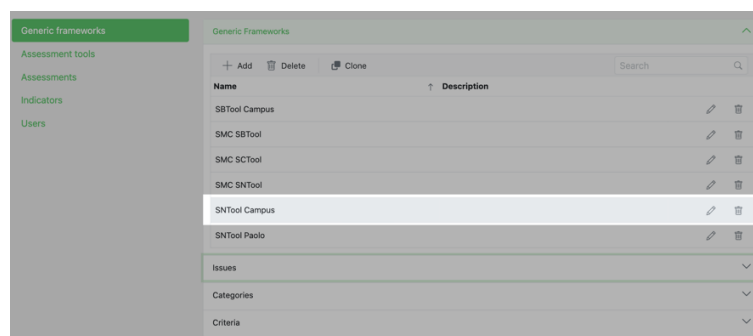 Generic frameworks
Assessment tools
Assessments
Indicators
Users
Generic Frameworks
Add Delete Clone Search
Name Description
SBTool Campus
SMC SBTool
SMC SCTool
SMC SNTool
SNTool Campus
SNTool Paolo
Issues
Categories
Criteria